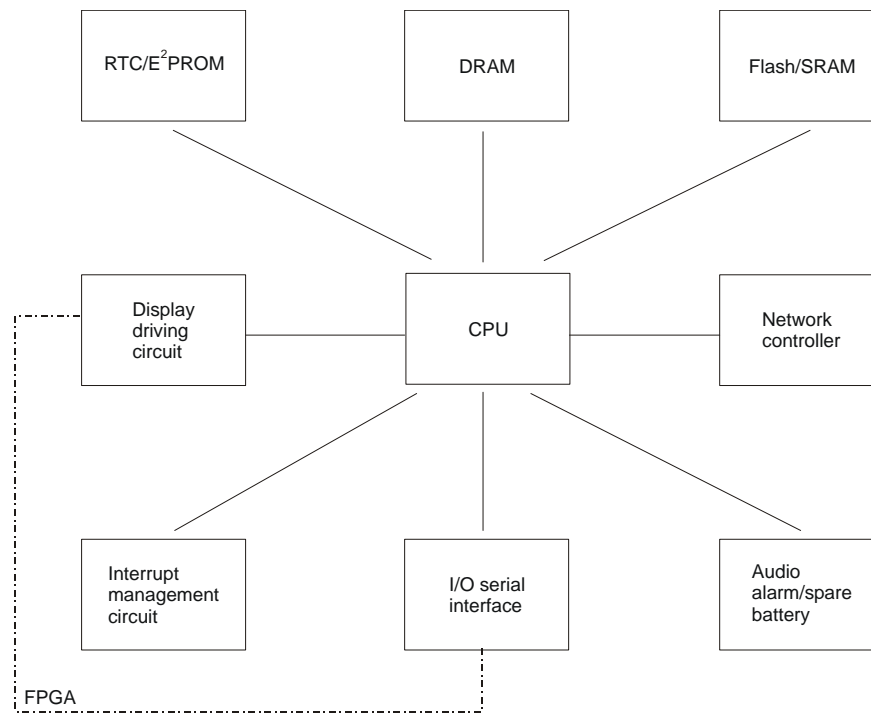 RTC/E²PROM
DRAM
Flash/SRAM
Display
driving
circuit
CPU
Network
controller
Interrupt
management
circuit
I/O serial
interface
Audio
alarm/spare
battery
FPGA